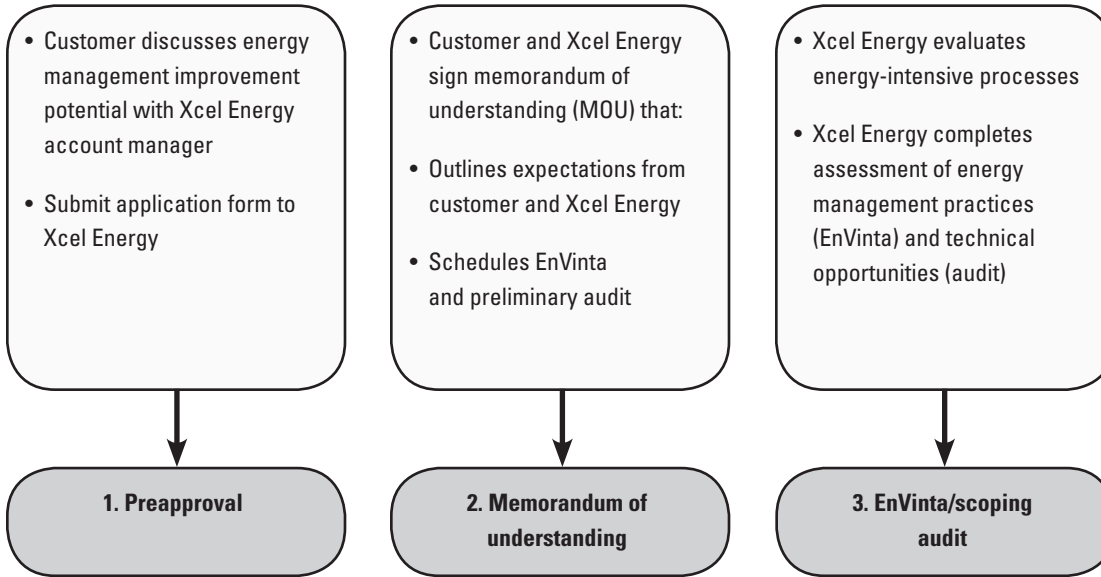 • Customer discusses energy
management improvement
potential with Xcel Energy
account manager
• Submit application form to
Xcel Energy
• Customer and Xcel Energy
sign memorandum of
understanding (MOU) that:
• Outlines expectations from
customer and Xcel Energy
• Schedules EnVinta
and preliminary audit
• Xcel Energy evaluates
energy-intensive processes
• Xcel Energy completes
assessment of energy
management practices
(EnVinta) and technical
opportunities (audit)
1. Preapproval
2. Memorandum of
understanding
3. EnVinta/scoping
audit